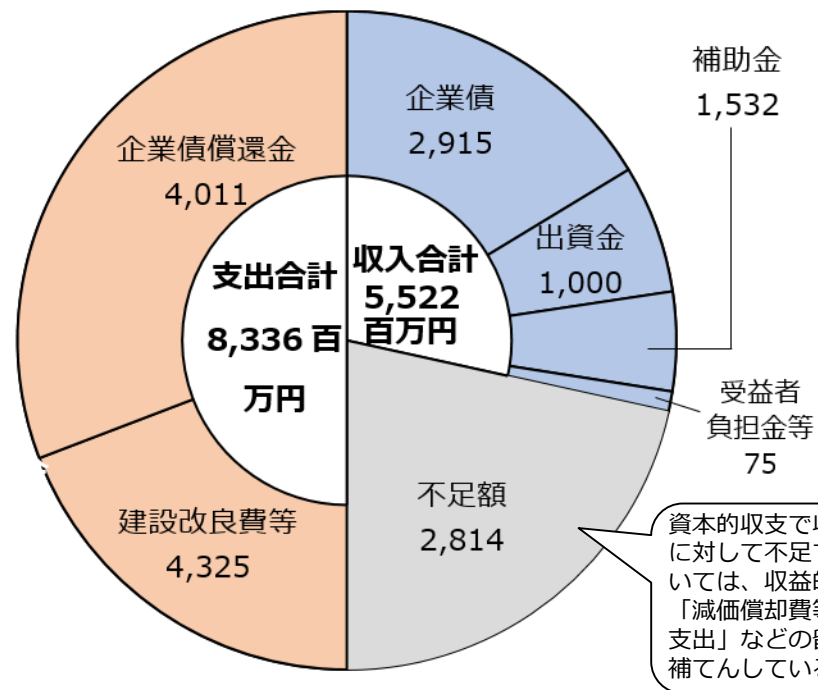 補助金
1,532
企業債
2,915
企業債償還金
4,011
出資金
1,000
収入合計
5,522
百万円
支出合計
8,336 百
万円
受益者
負担金等
75
不足額
2,814
建設改良費等
4,325
資本的収支で
に対して不足
いては、収益
「減価償却費
支出」などの
補てんしている